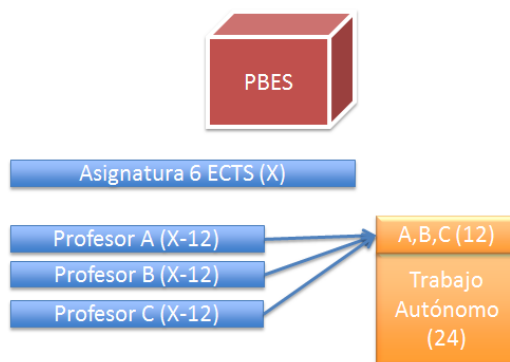 PBES
Asignatura 6 ECTS (X)
Profesor A (X-12)
Profesor B (X-12)
Profesor C (X-12)
A,B,C (12)
Trabajo
Autónomo
(24)